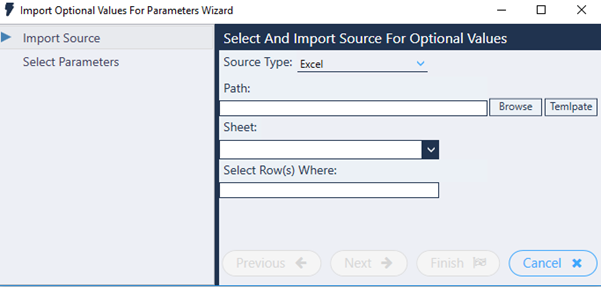 Import Optional Values For Parameters Wizard
Import Source
Select Parameters
Select And Import Source For Optional Values
Source Type: Excel
Path:
Browse Temlpate
Sheet:
Select Row(s) Where:
Previous Next Finish Cancel